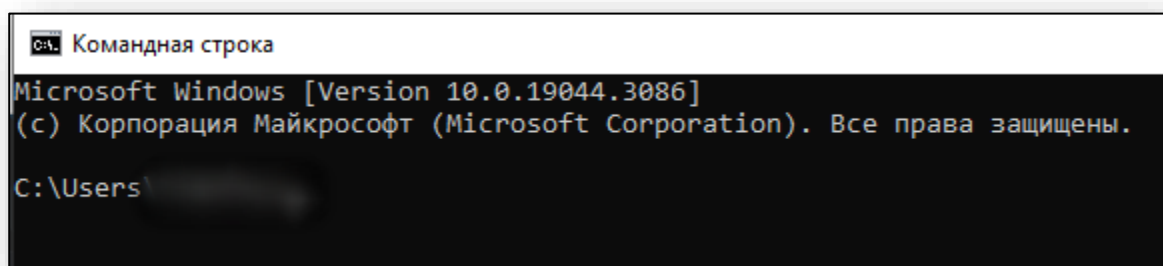 Командная строка
Microsoft Windows [Version 10.0.19044.3086]
(c) Корпорация Майкрософт (Microsoft Corporation). Все права защищены.
C:\Users\